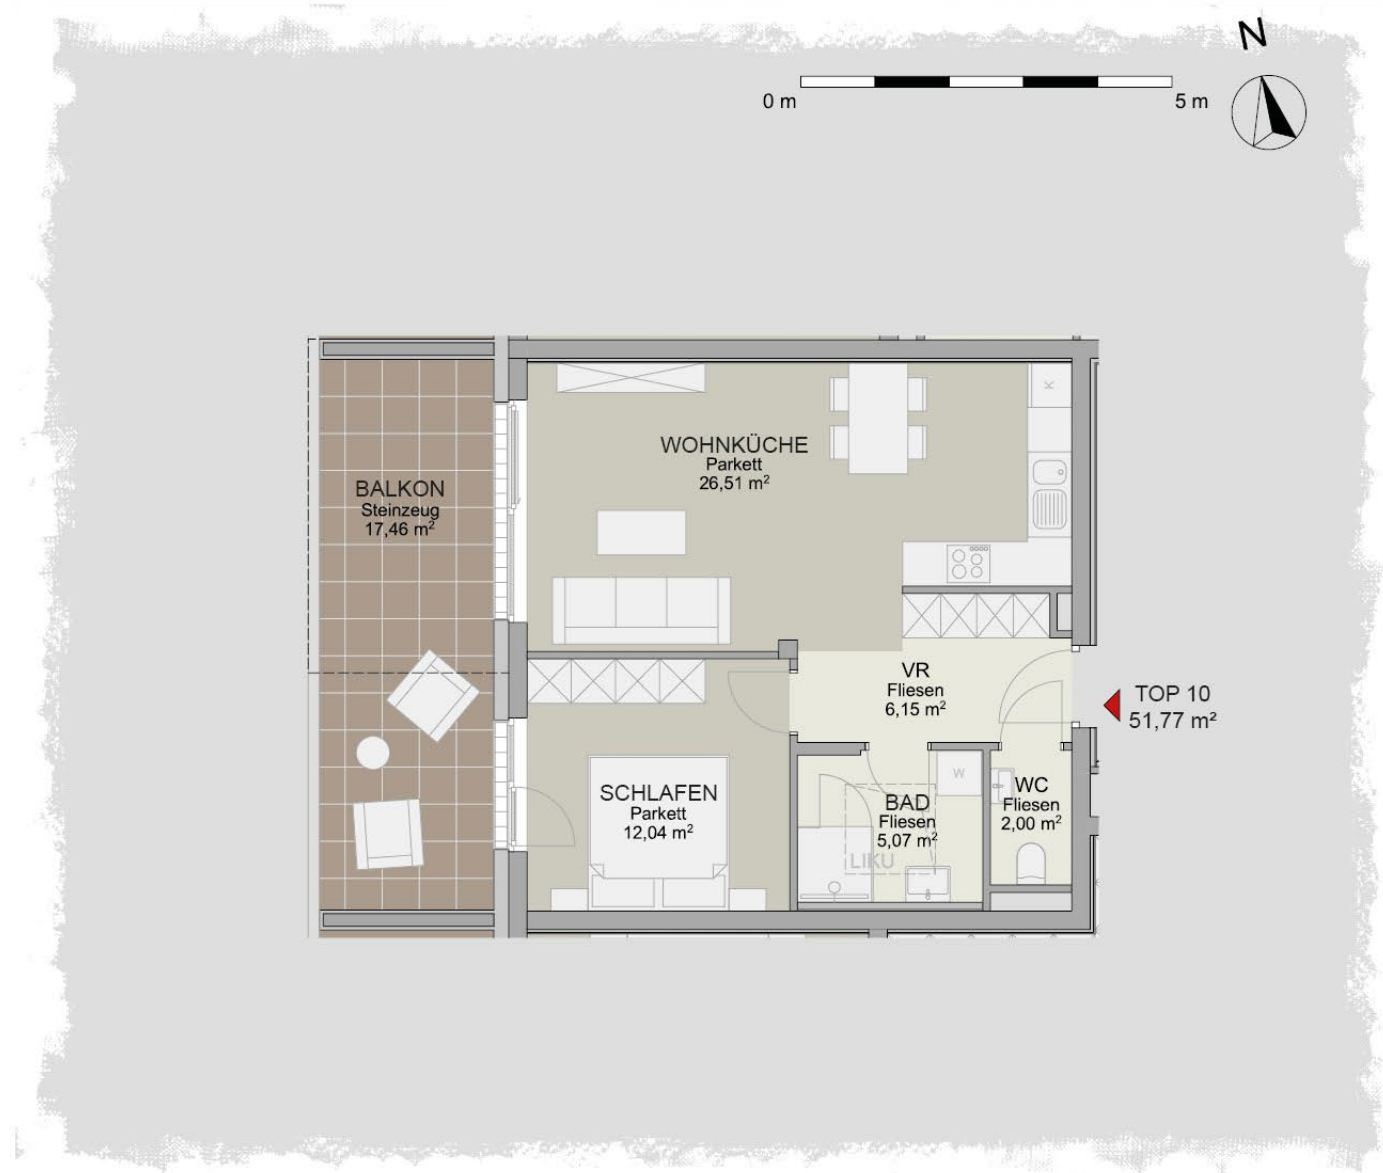 N
0 m
5 m
K
WOHNKÜCHE
Parkett
26,51 m²
BALKON
Steinzeug
17,46 m²
VR
Fliesen
6,15 m²
TOP 10
51,77 m²
SCHLAFEN
Parkett
12,04 m²
W
BAD
Fliesen
5,07 m²
LIKU
WC
Fliesen
2,00 m²